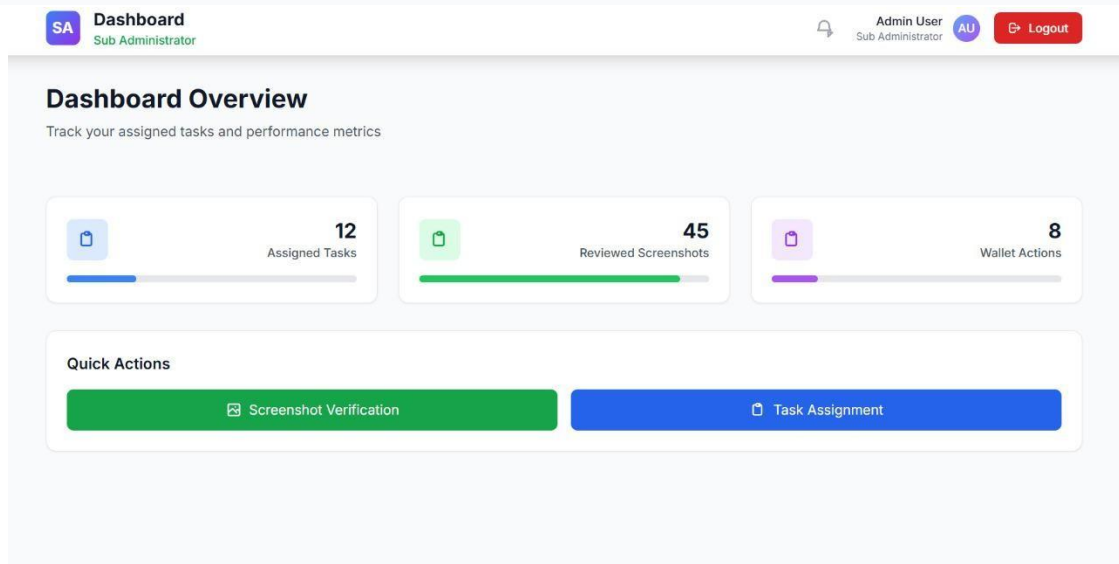 SA
Dashboard
Sub Administrator
Admin User
Sub Administrator
AU
Logout
Dashboard Overview
Track your assigned tasks and performance metrics
12
Assigned Tasks
45
Reviewed Screenshots
8
Wallet Actions
Quick Actions
Screenshot Verification
Task Assignment